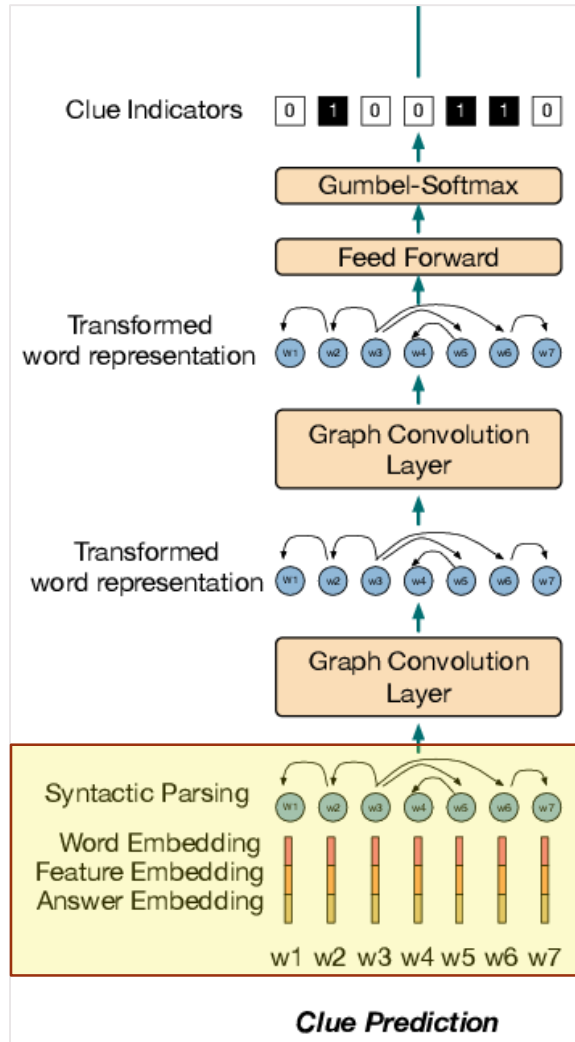 Clue Indicators 0 1 0 0 1 1 0
Gumbel-Softmax
Feed Forward
Transformed
word representation
w1 w2 w3 w4 w5 w6 w7
Graph Convolution
Layer
Transformed
word representation
w1 w2 w3 w4 w5 w6 w7
Graph Convolution
Layer
Syntactic Parsing
w1 w2 w3 w4 w5 w6 w7
Word Embedding
Feature Embedding
Answer Embedding
w1 w2 w3 w4 w5 w6 w7
Clue Prediction